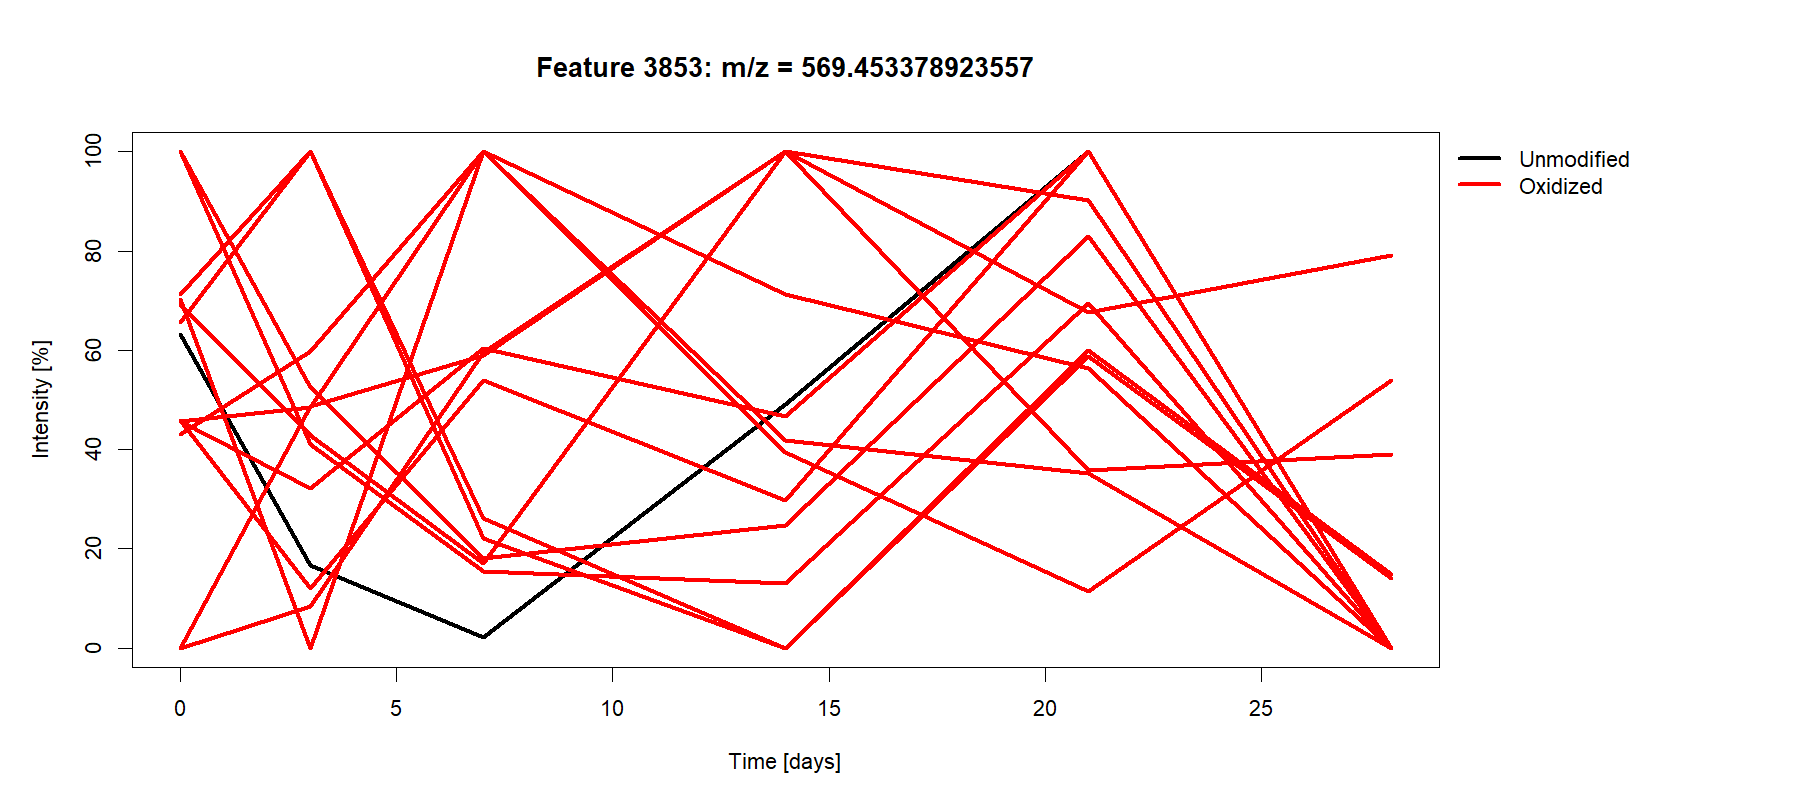 Feature 3853: m/z = 569.453378923557
Unmodified
Oxidized
Intensity [%]
100
80
60
40
20
0
0 5 10 15 20 25
Time [days]